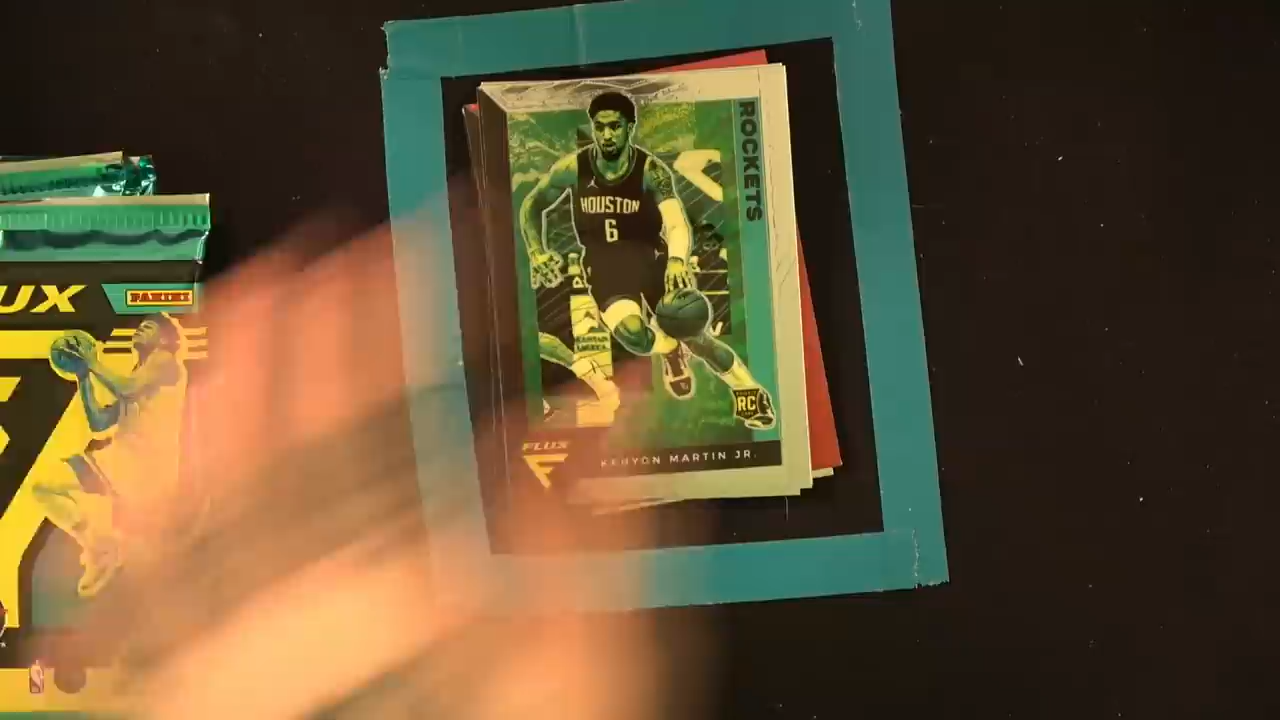 UX
PANINI
ROCKETS
HOUSTON
6
RC
FLUX
KENYON MARTIN JR.